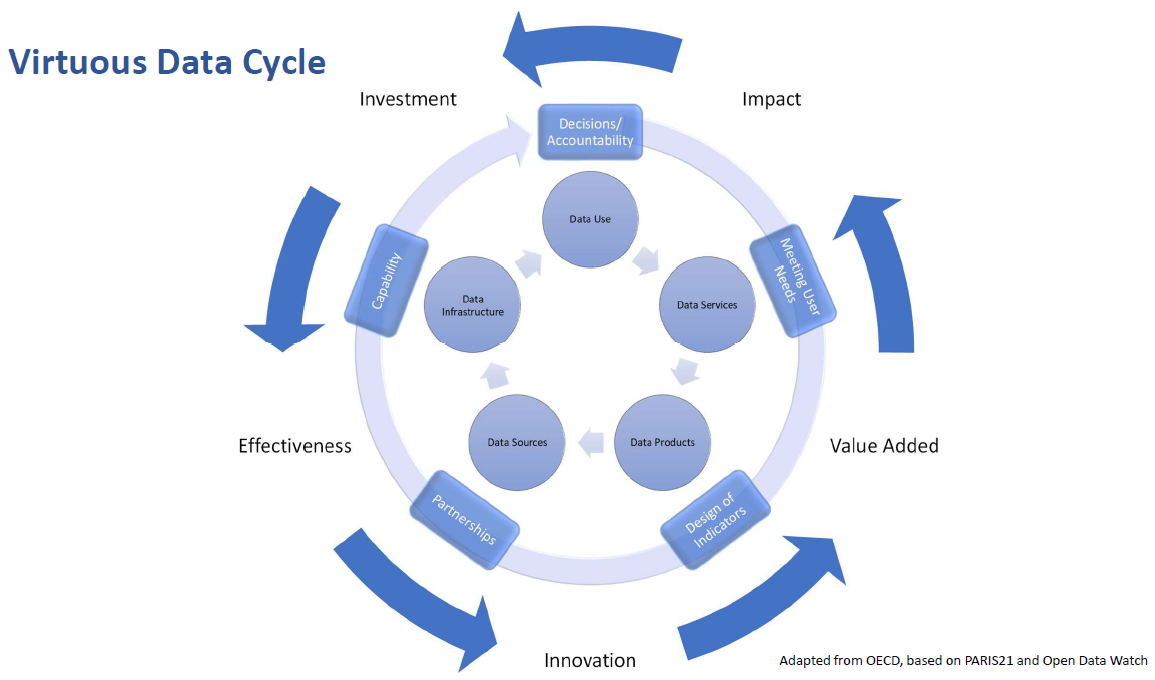 Virtuous Data Cycle
Investment
Impact
Decisions/
Accountability
Data Use
Meeting User
Needs
Capability
Data
Infrastructure
Data Services
Effectiveness
Data Sources
Data Products
Value Added
Partnerships
Design of
Indicators
Innovation
Adapted from OECD, based on PARIS21 and Open Data Watch